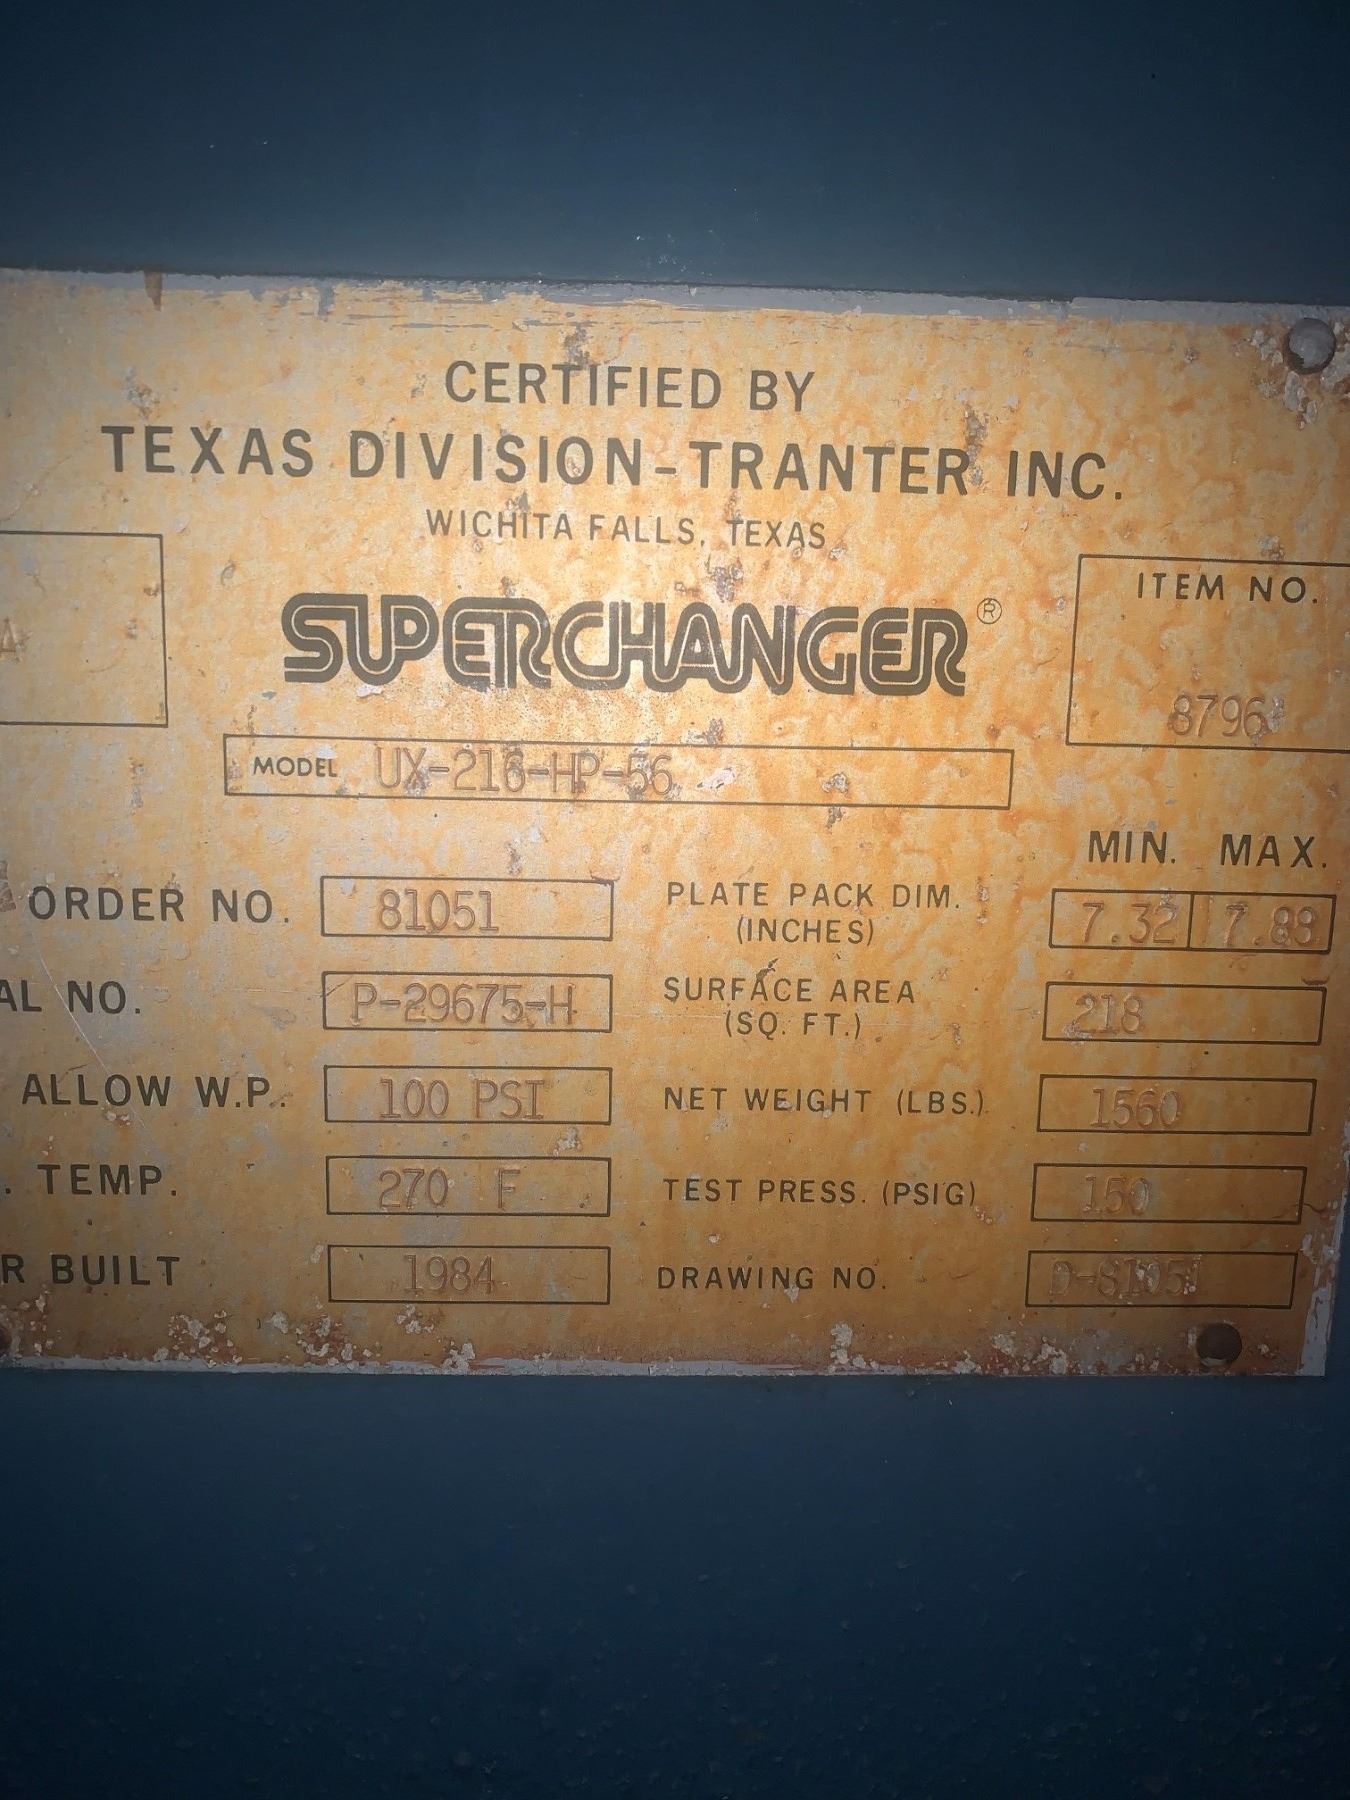 CERTIFIED BY
TEXAS DIVISION-TRANTER INC.
WICHITA FALLS, TEXAS
SUPERCHANGER ®
ITEM NO.
8796
MODEL UX-216-HP-56
MIN. MAX.
ORDER NO. 81051 PLATE PACK DIM. (INCHES) 7.32 7.88
AL NO. P-29675-H SURFACE AREA (SQ. FT.) 218
ALLOW W.P. 100 PSI NET WEIGHT (LBS.) 1560
. TEMP. 270 F TEST PRESS. (PSIG) 150
R BUILT 1984 DRAWING NO. D-81051